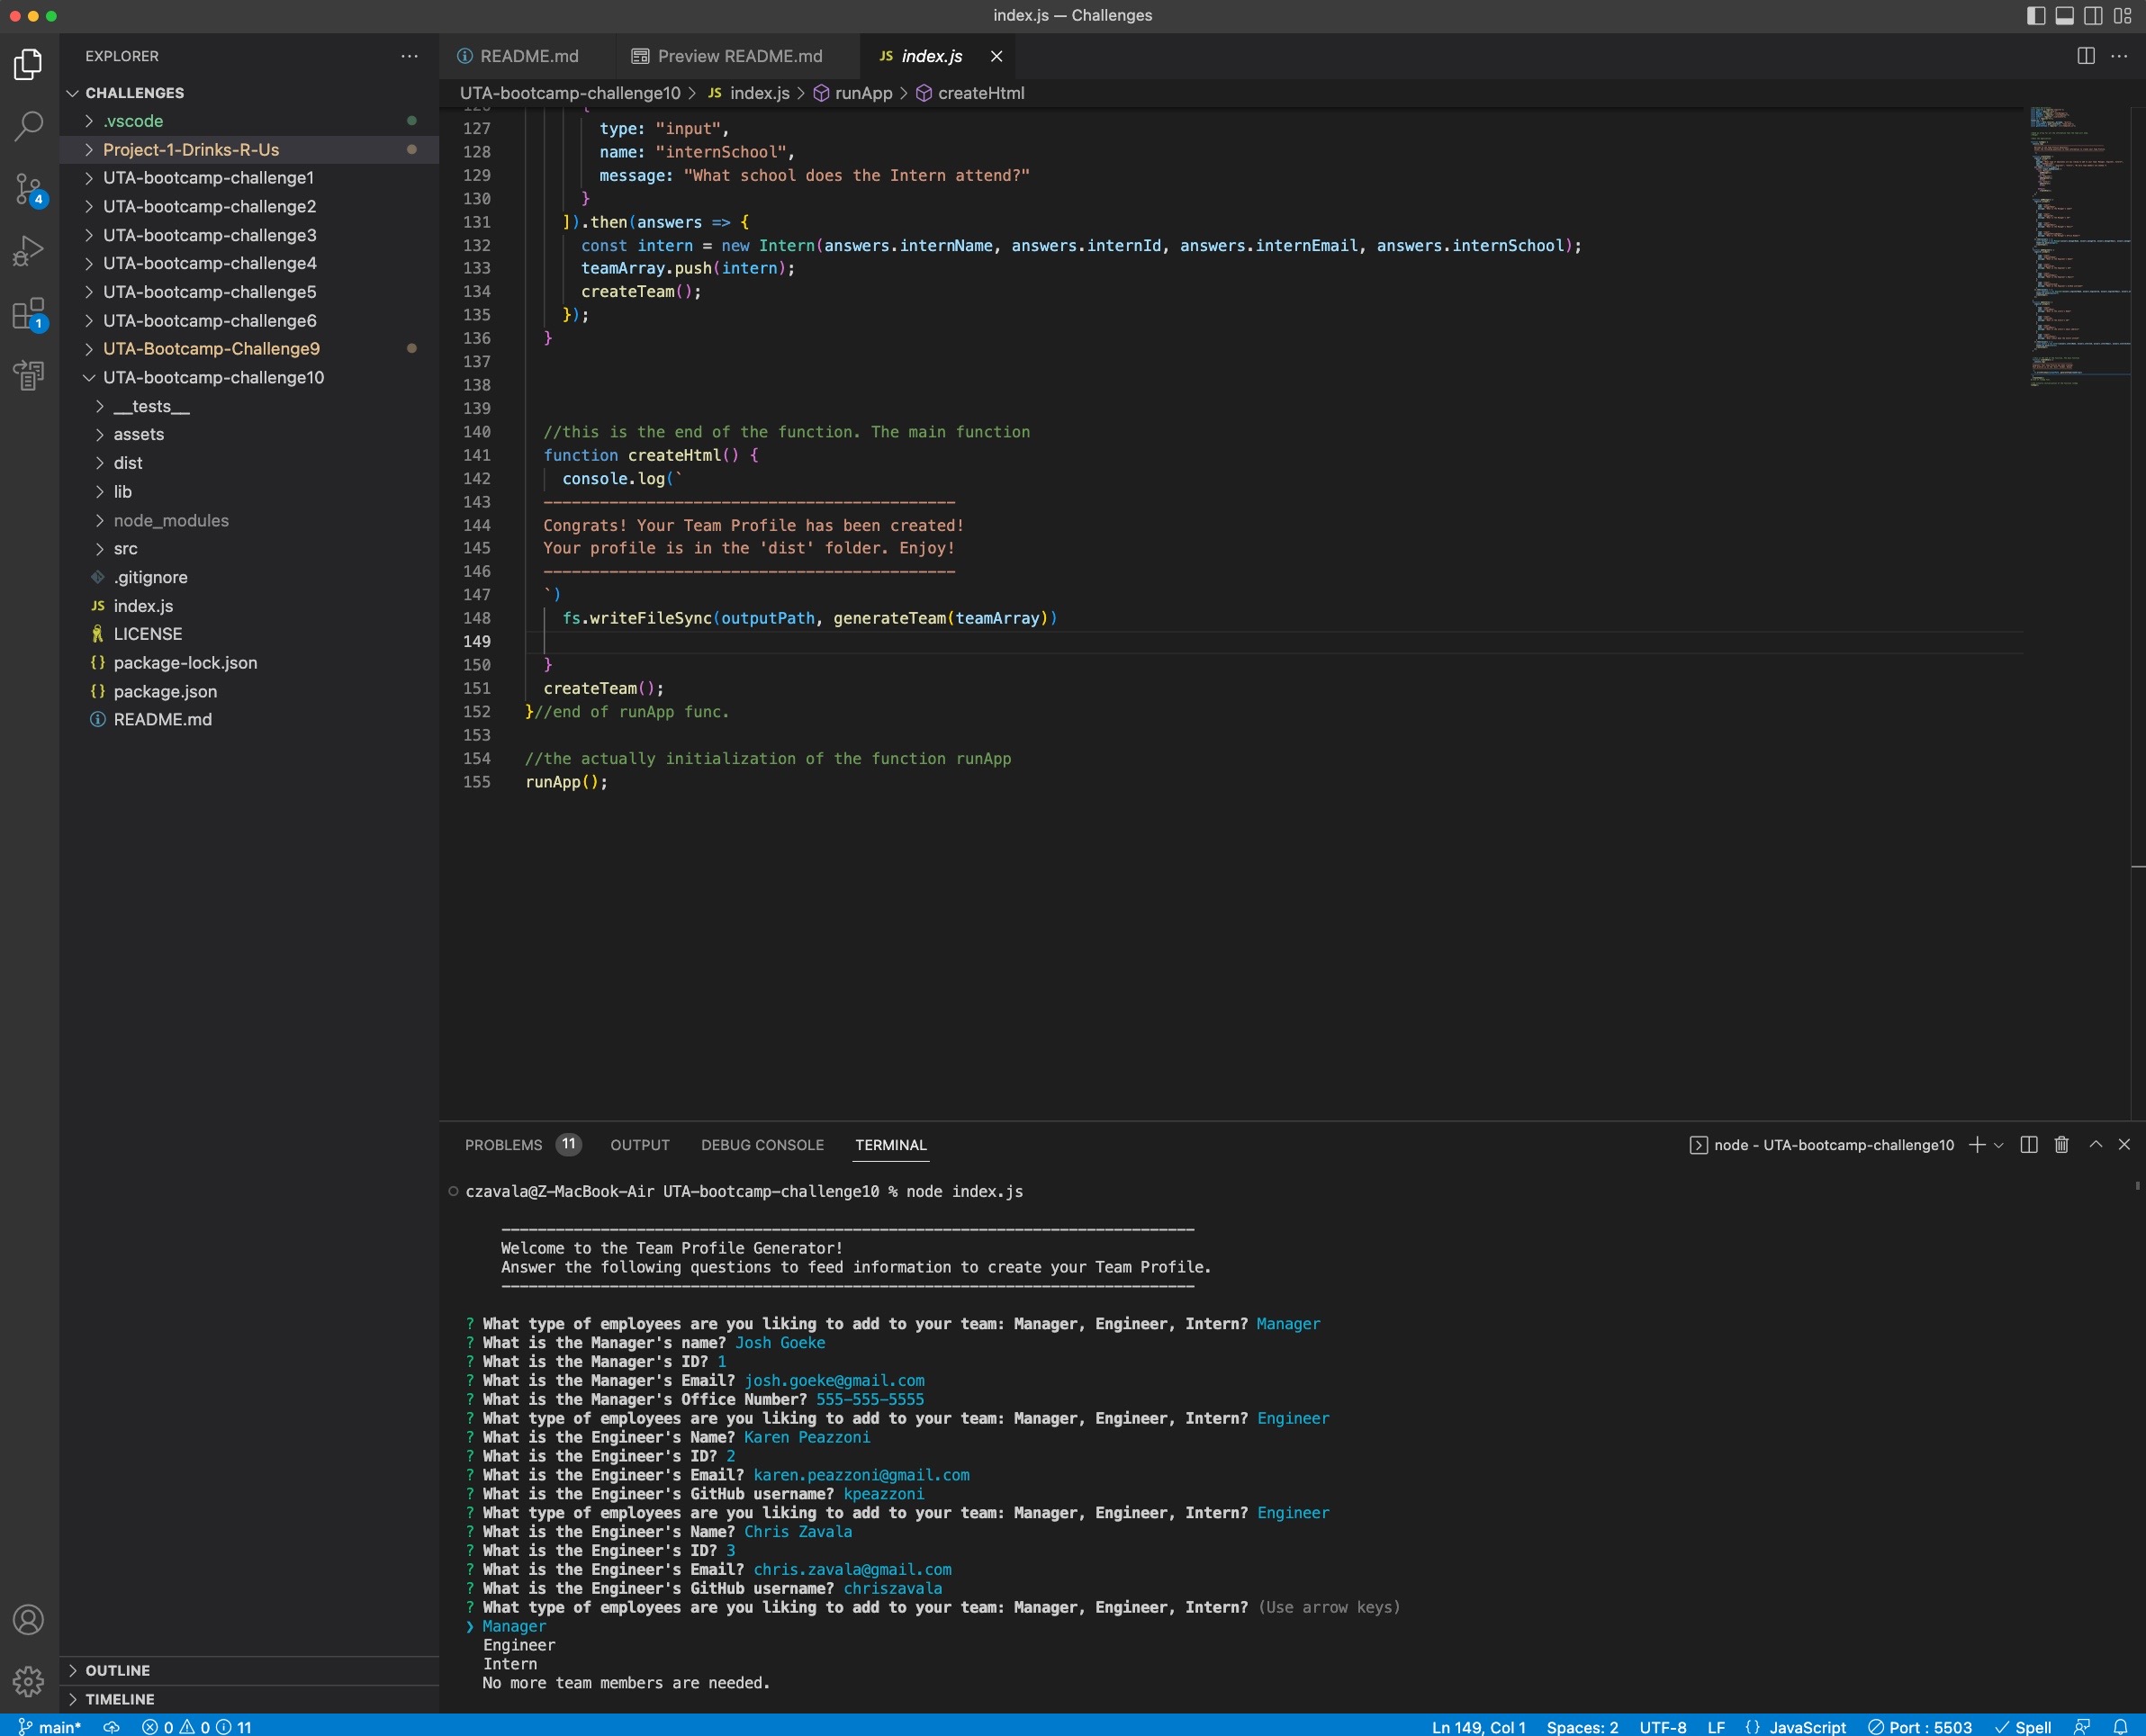 index.js — Challenges
EXPLORER
README.md
Preview README.md
JS index.js
CHALLENGES
UTA-bootcamp-challenge10 > JS index.js > runApp > createHtml
.vscode
Project-1-Drinks-R-Us
UTA-bootcamp-challenge1
UTA-bootcamp-challenge2
UTA-bootcamp-challenge3
UTA-bootcamp-challenge4
UTA-bootcamp-challenge5
UTA-bootcamp-challenge6
UTA-Bootcamp-Challenge9
UTA-bootcamp-challenge10
__tests__
assets
dist
lib
node_modules
src
.gitignore
JS index.js
LICENSE
{} package-lock.json
{} package.json
README.md
OUTLINE
TIMELINE
4
1
126 {
127 type: "input",
128 name: "internSchool",
129 message: "What school does the Intern attend?"
130 }
131 ]).then(answers => {
132 const intern = new Intern(answers.internName, answers.internId, answers.internEmail, answers.internSchool);
133 teamArray.push(intern);
134 createTeam();
135 });
136 }
137
138
139
140 //this is the end of the function. The main function
141 function createHtml() {
142 console.log(`
143 --------------------------------------------
144 Congrats! Your Team Profile has been created!
145 Your profile is in the 'dist' folder. Enjoy!
146 --------------------------------------------
147 `)
148 fs.writeFileSync(outputPath, generateTeam(teamArray))
149
150 }
151 createTeam();
152 }//end of runApp func.
153
154 //the actually initialization of the function runApp
155 runApp();
PROBLEMS 11 OUTPUT DEBUG CONSOLE TERMINAL
node - UTA-bootcamp-challenge10
czavala@Z-MacBook-Air UTA-bootcamp-challenge10 % node index.js
-----------------------------------------------------------------------------
Welcome to the Team Profile Generator!
Answer the following questions to feed information to create your Team Profile.
-----------------------------------------------------------------------------
? What type of employees are you liking to add to your team: Manager, Engineer, Intern? Manager
? What is the Manager's name? Josh Goeke
? What is the Manager's ID? 1
? What is the Manager's Email? josh.goeke@gmail.com
? What is the Manager's Office Number? 555-555-5555
? What type of employees are you liking to add to your team: Manager, Engineer, Intern? Engineer
? What is the Engineer's Name? Karen Peazzoni
? What is the Engineer's ID? 2
? What is the Engineer's Email? karen.peazzoni@gmail.com
? What is the Engineer's GitHub username? kpeazzoni
? What type of employees are you liking to add to your team: Manager, Engineer, Intern? Engineer
? What is the Engineer's Name? Chris Zavala
? What is the Engineer's ID? 3
? What is the Engineer's Email? chris.zavala@gmail.com
? What is the Engineer's GitHub username? chriszavala
? What type of employees are you liking to add to your team: Manager, Engineer, Intern? (Use arrow keys)
❯ Manager
Engineer
Intern
No more team members are needed.
main* 0 0 11
Ln 149, Col 1 Spaces: 2 UTF-8 LF {} JavaScript Port : 5503 Spell